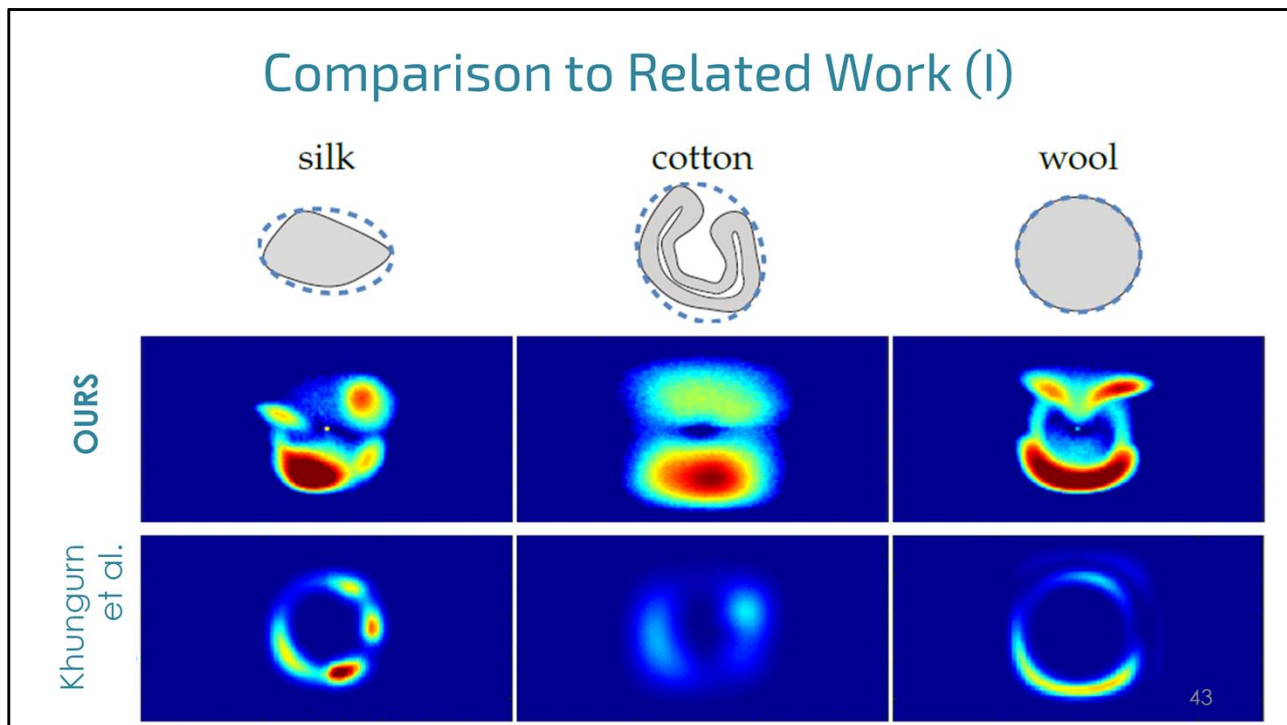 Comparison to Related Work (I)
silk
cotton
wool
OURS
Khungurn
et al.
43